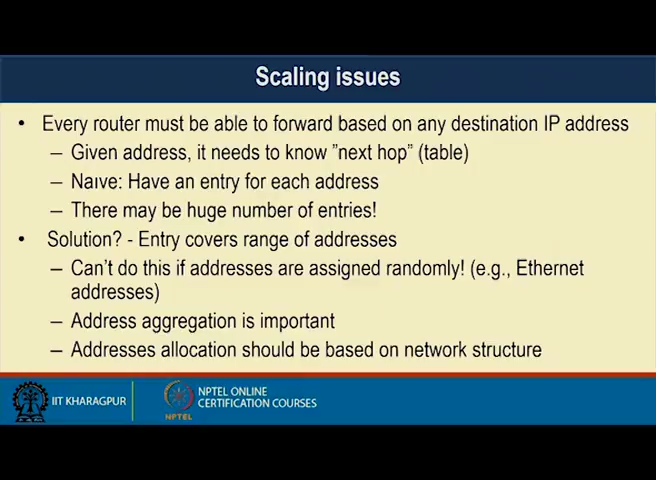 Scaling issues
• Every router must be able to forward based on any destination IP address
– Given address, it needs to know ”next hop” (table)
– Naıve: Have an entry for each address
– There may be huge number of entries!
• Solution? - Entry covers range of addresses
– Can’t do this if addresses are assigned randomly! (e.g., Ethernet
addresses)
– Address aggregation is important
– Addresses allocation should be based on network structure
IIT KHARAGPUR
NPTEL
NPTEL ONLINE
CERTIFICATION COURSES